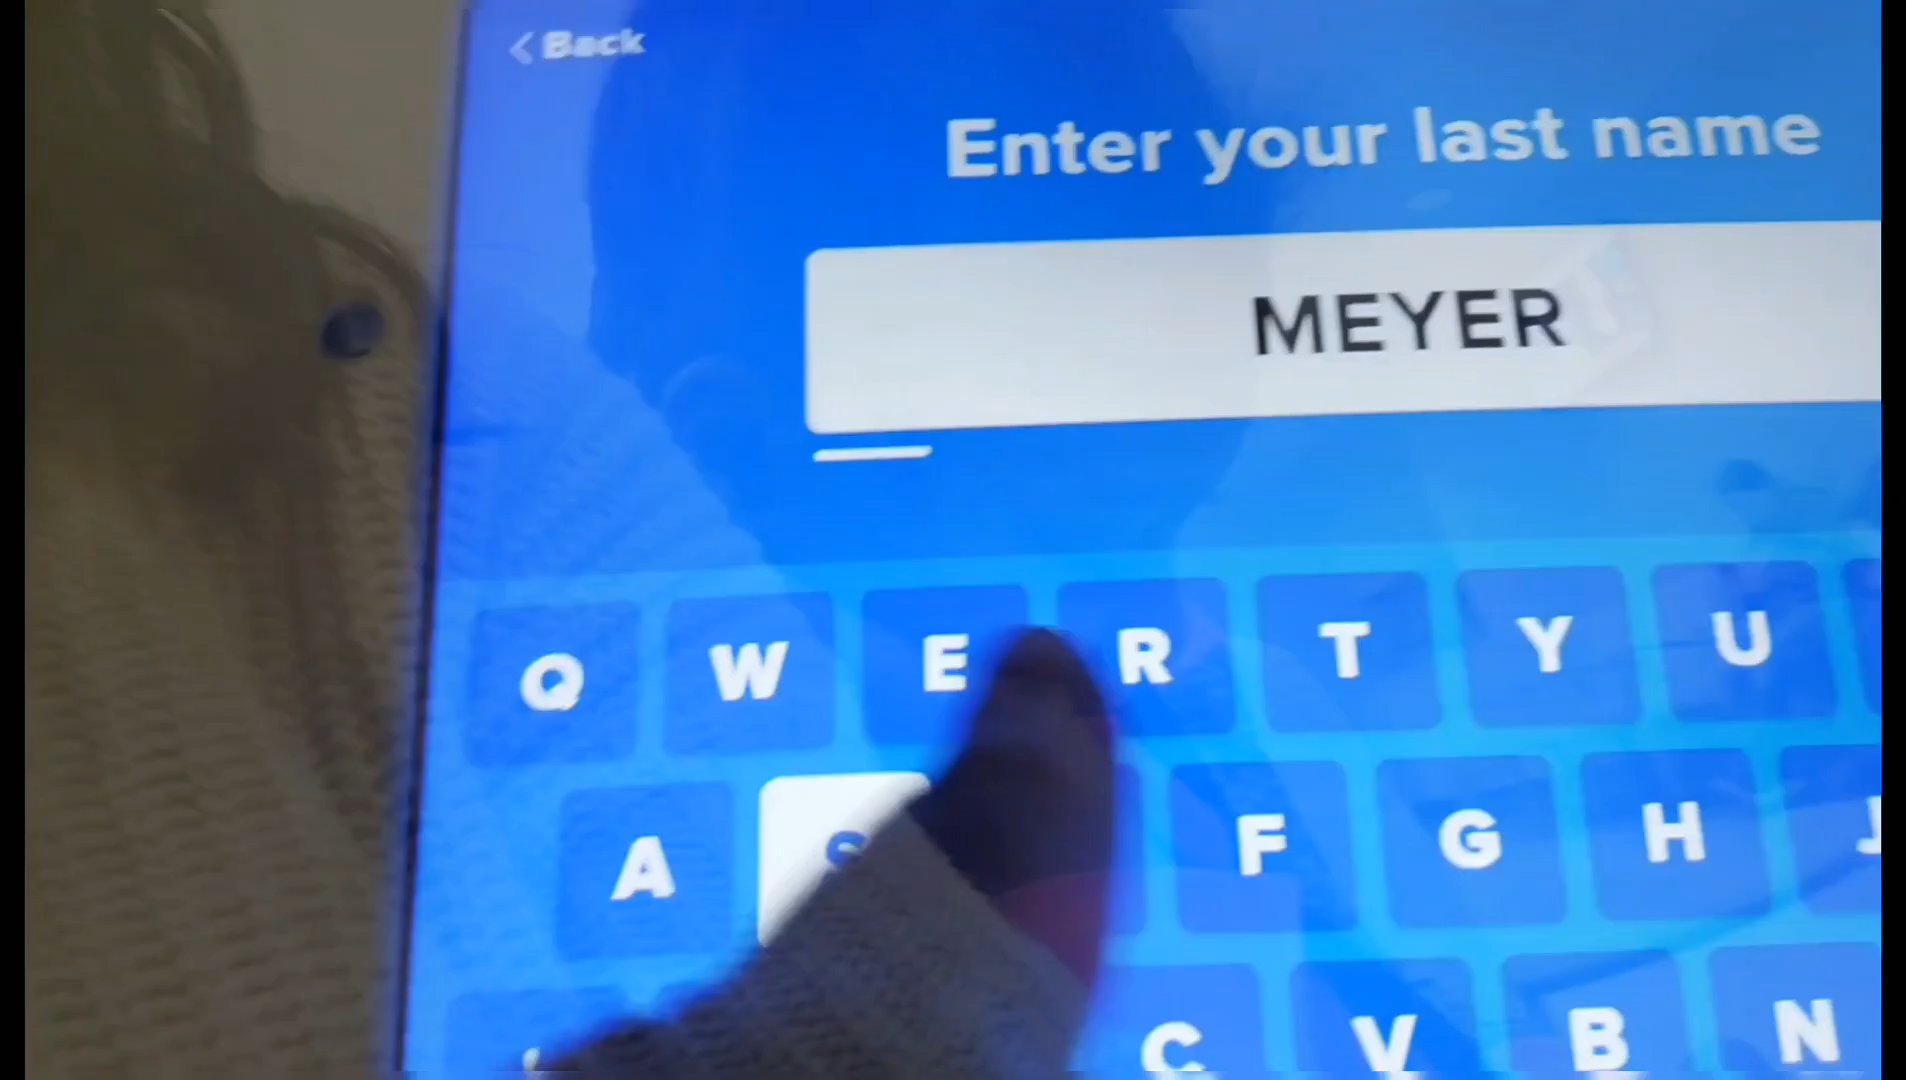 Back
Enter your last name
MEYER
Q W E R T Y U
A S F G H J
C V B N